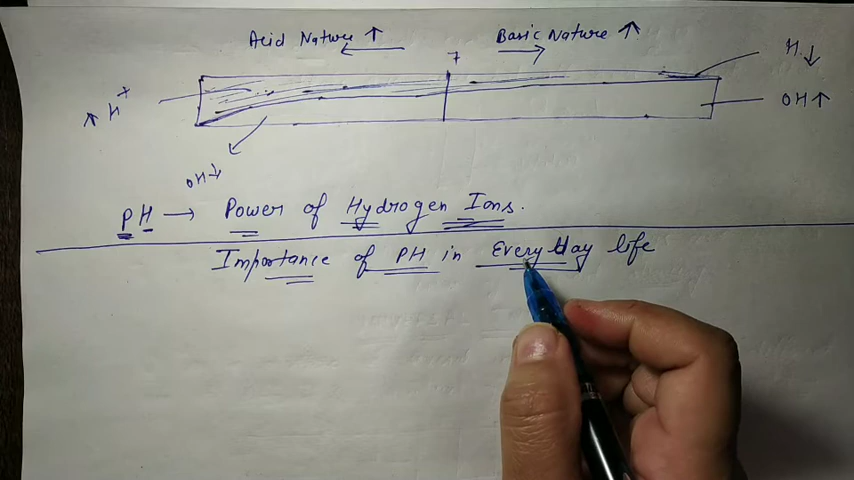 Acid Nature ↑ Basic Nature ↑
← 7 →
H ↓
↑ H+
OH ↑
OH↓
PH → Power of Hydrogen Ions.
Importance of PH in Every day life